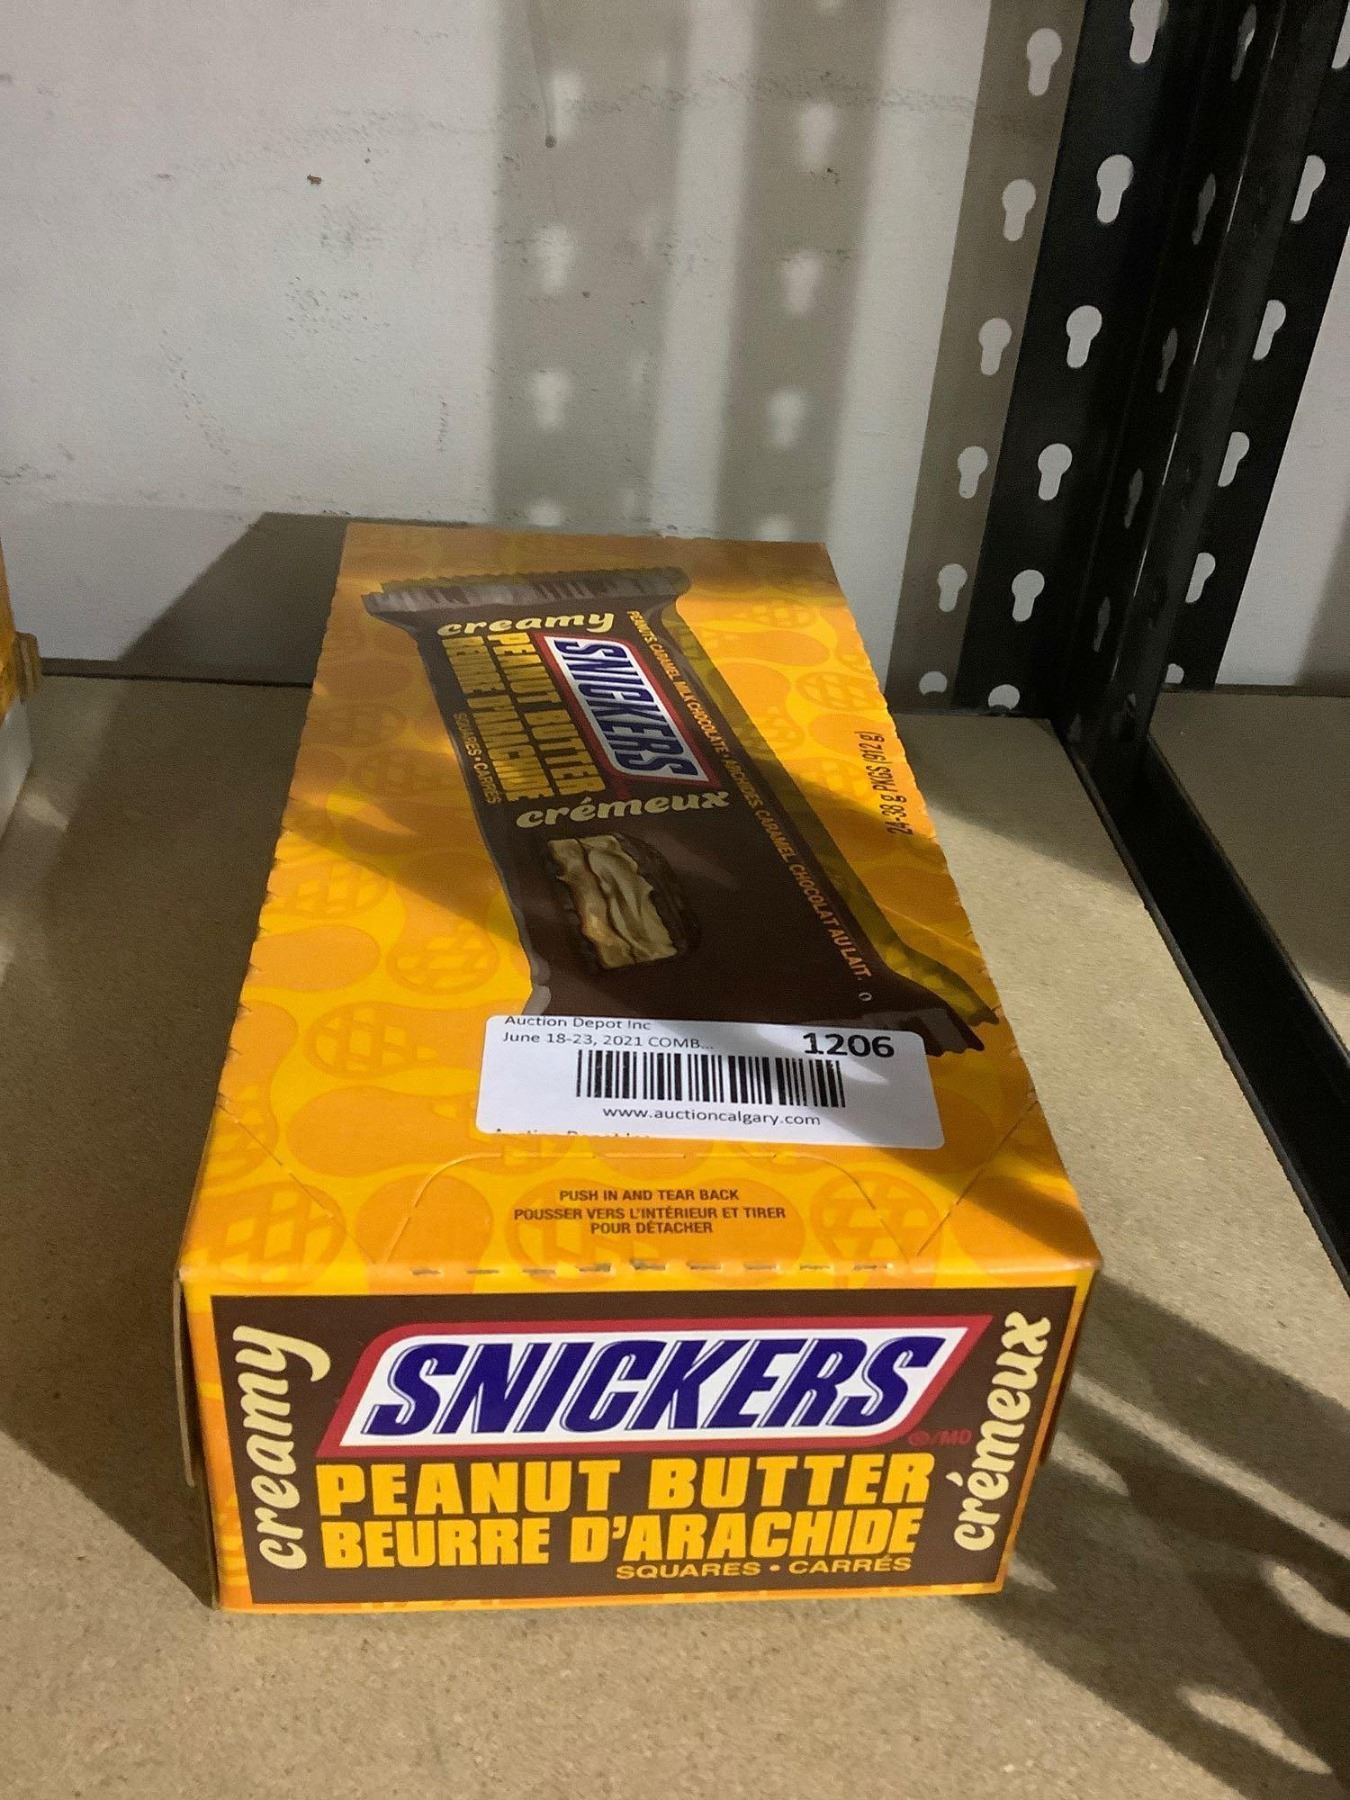 creamy
SNICKERS
PEANUT BUTTER
BEURRE D'ARACHIDE
SQUARES • CARRÉS
crémeux
PEANUTS, CARAMEL, MILK CHOCOLATE • ARACHIDES, CARAMEL, CHOCOLAT AU LAIT.
24-38 g PKGS (912 g)
Auction Depot Inc
June 18-23, 2021 COMB...
1206
www.auctioncalgary.com
PUSH IN AND TEAR BACK
POUSSER VERS L'INTÉRIEUR ET TIRER
POUR DÉTACHER
creamy
SNICKERS
®/MD
PEANUT BUTTER
BEURRE D'ARACHIDE
SQUARES • CARRÉS
crémeux